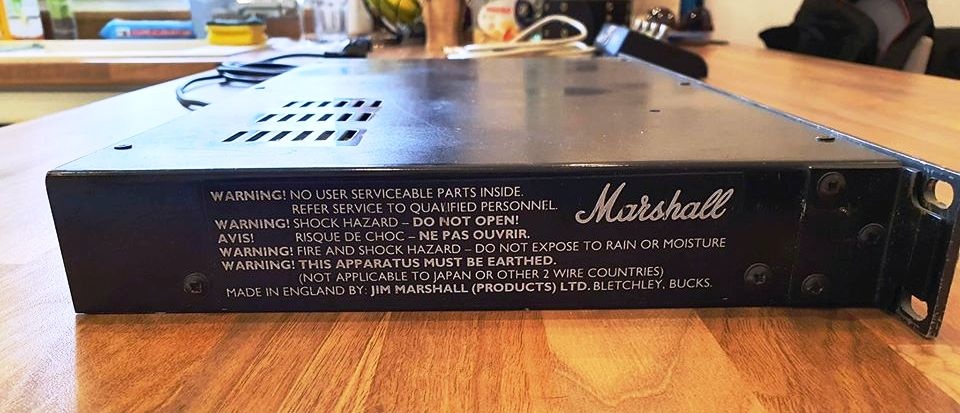 WARNING! NO USER SERVICEABLE PARTS INSIDE.
REFER SERVICE TO QUALIFIED PERSONNEL.
Marshall
WARNING! SHOCK HAZARD – DO NOT OPEN!
AVIS! RISQUE DE CHOC – NE PAS OUVRIR.
WARNING! FIRE AND SHOCK HAZARD – DO NOT EXPOSE TO RAIN OR MOISTURE
WARNING! THIS APPARATUS MUST BE EARTHED.
(NOT APPLICABLE TO JAPAN OR OTHER 2 WIRE COUNTRIES)
MADE IN ENGLAND BY: JIM MARSHALL (PRODUCTS) LTD. BLETCHLEY, BUCKS.